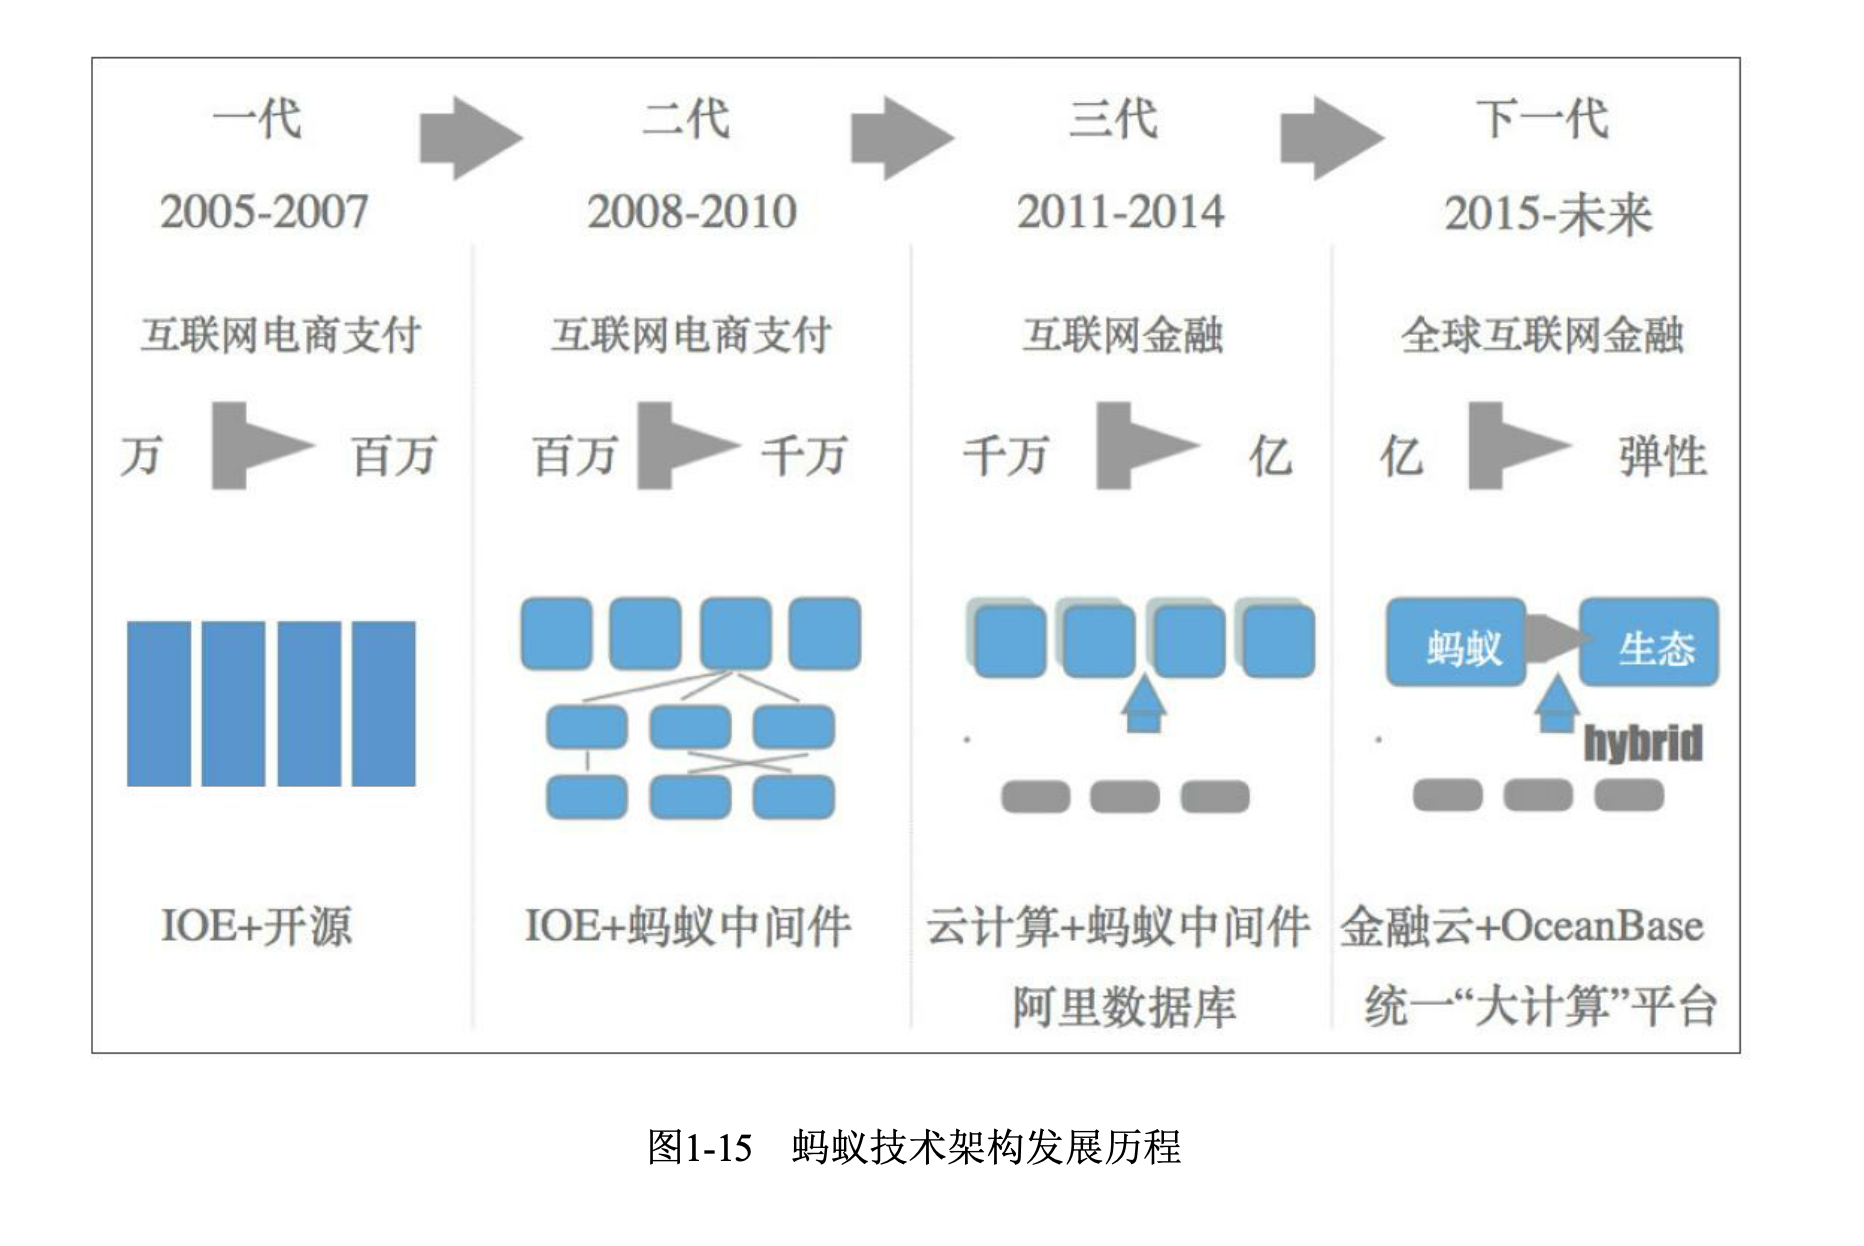 一代
二代
三代
下一代
2005-2007
2008-2010
2011-2014
2015-未来
互联网电商支付
互联网电商支付
互联网金融
全球互联网金融
万
百万
百万
千万
千万
亿
亿
弹性
蚂蚁
生态
hybrid
IOE+开源
IOE+蚂蚁中间件
云计算+蚂蚁中间件
阿里数据库
金融云+OceanBase
统一“大计算”平台
图1-15 蚂蚁技术架构发展历程